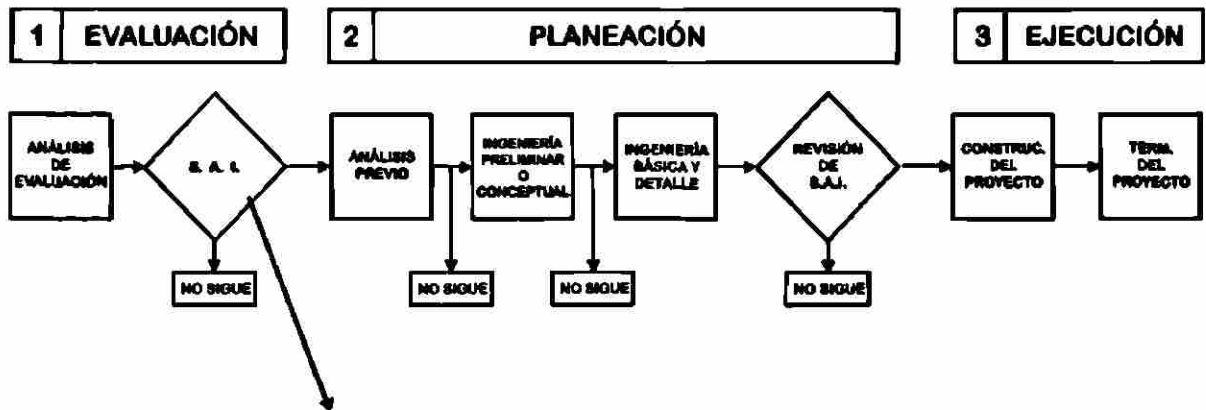 1 EVALUACIÓN
2 PLANEACIÓN
3 EJECUCIÓN
ANÁLISIS
DE
EVALUACIÓN
S. A. I.
NO SIGUE
ANÁLISIS
PREVIO
NO SIGUE
INGENIERÍA
PRELIMINAR
O
CONCEPTUAL
NO SIGUE
INGENIERÍA
BÁSICA Y
DETALLE
REVISIÓN
DE
S.A.I.
NO SIGUE
CONSTRUC.
DEL
PROYECTO
TERM.
DEL
PROYECTO